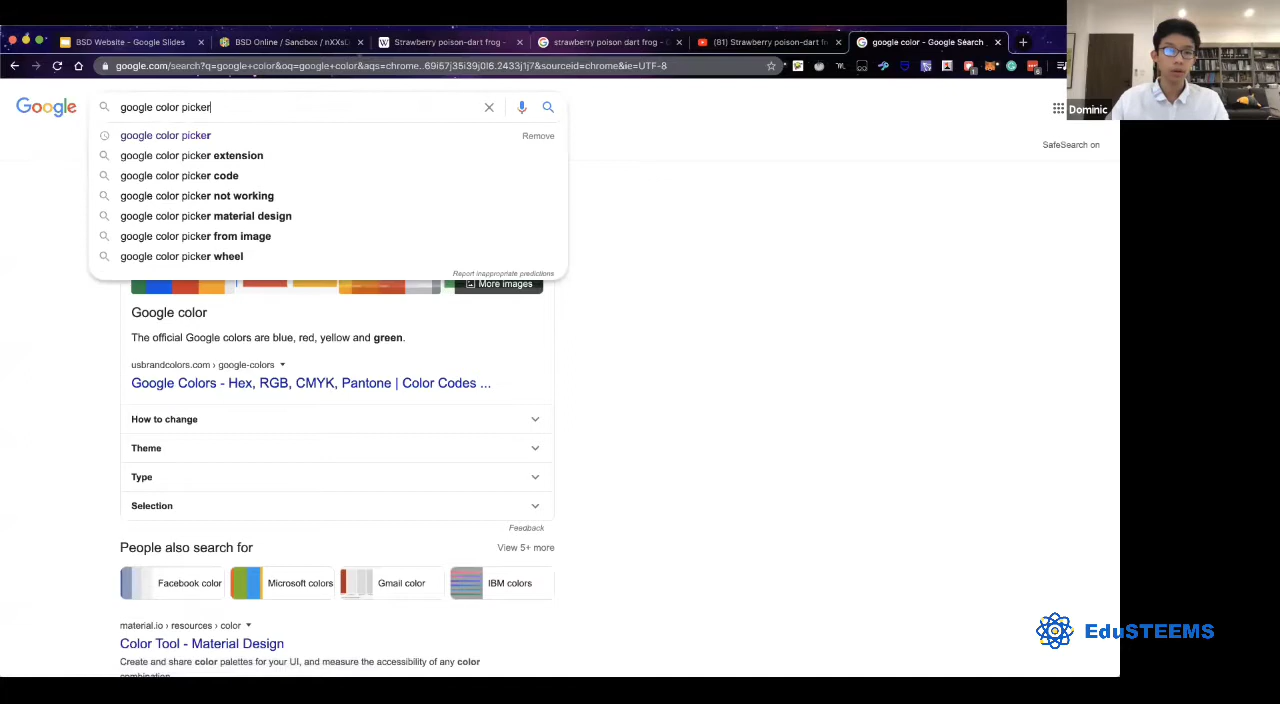 BSD Website - Google Slides
BSD Online / Sandbox / nXXsL
Strawberry poison-dart frog -
strawberry poison dart frog - G
(81) Strawberry poison-dart fr
google color - Google Search
google.com/search?q=google+color&oq=google+color&aqs=chrome..69i57j35i39j0l6.2433j1j7&sourceid=chrome&ie=UTF-8
Dominic
Google
google color picker
google color picker
Remove
google color picker extension
google color picker code
google color picker not working
google color picker material design
google color picker from image
google color picker wheel
Report inappropriate predictions
SafeSearch on
More images
Google color
The official Google colors are blue, red, yellow and green.
usbrandcolors.com › google-colors
Google Colors - Hex, RGB, CMYK, Pantone | Color Codes ...
How to change
Theme
Type
Selection
Feedback
People also search for
View 5+ more
Facebook color
Microsoft colors
Gmail color
IBM colors
material.io › resources › color
Color Tool - Material Design
Create and share color palettes for your UI, and measure the accessibility of any color
combination.
EduSTEEMS